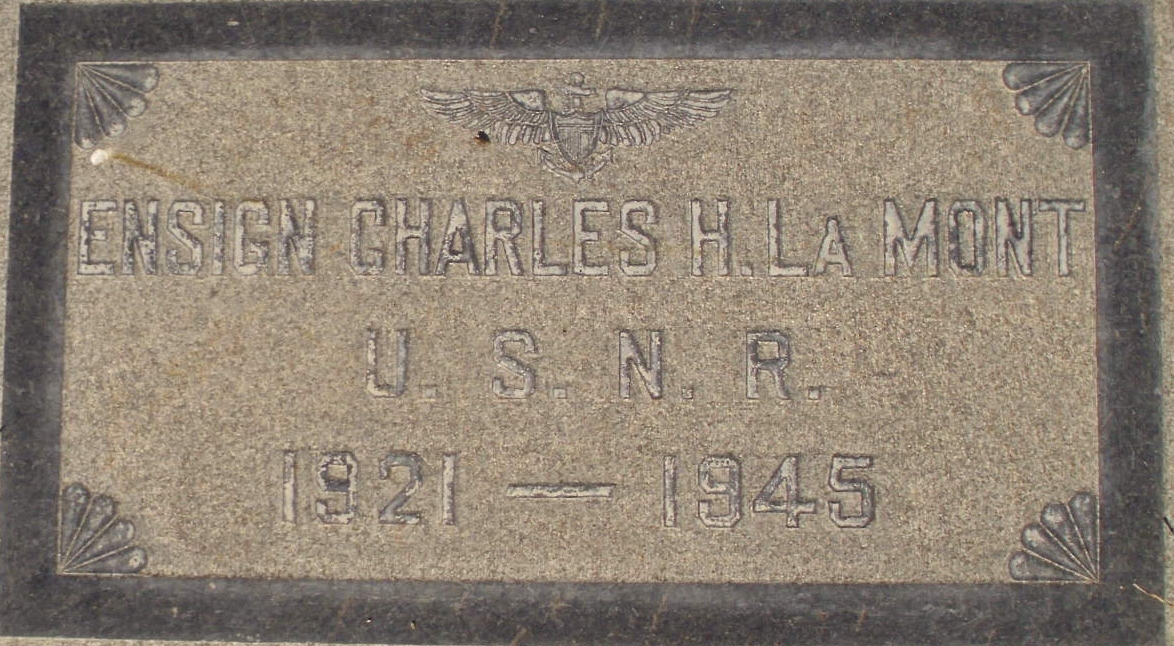 ENSIGN CHARLES H. LA MONT
U. S. N. R.
1921 — 1945